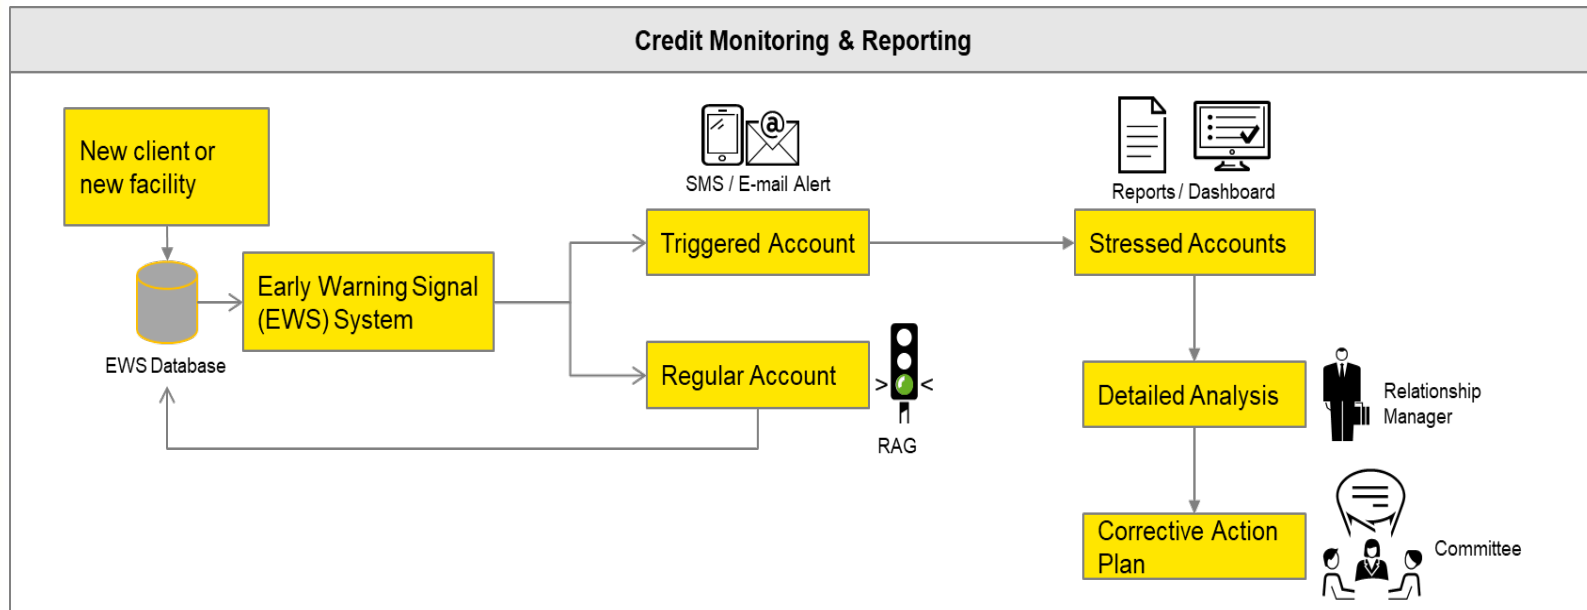 Credit Monitoring & Reporting
New client or
new facility
EWS Database
Early Warning Signal
(EWS) System
SMS / E-mail Alert
Triggered Account
Regular Account
> <
RAG
Reports / Dashboard
Stressed Accounts
Detailed Analysis
Relationship
Manager
Corrective Action
Plan
Committee